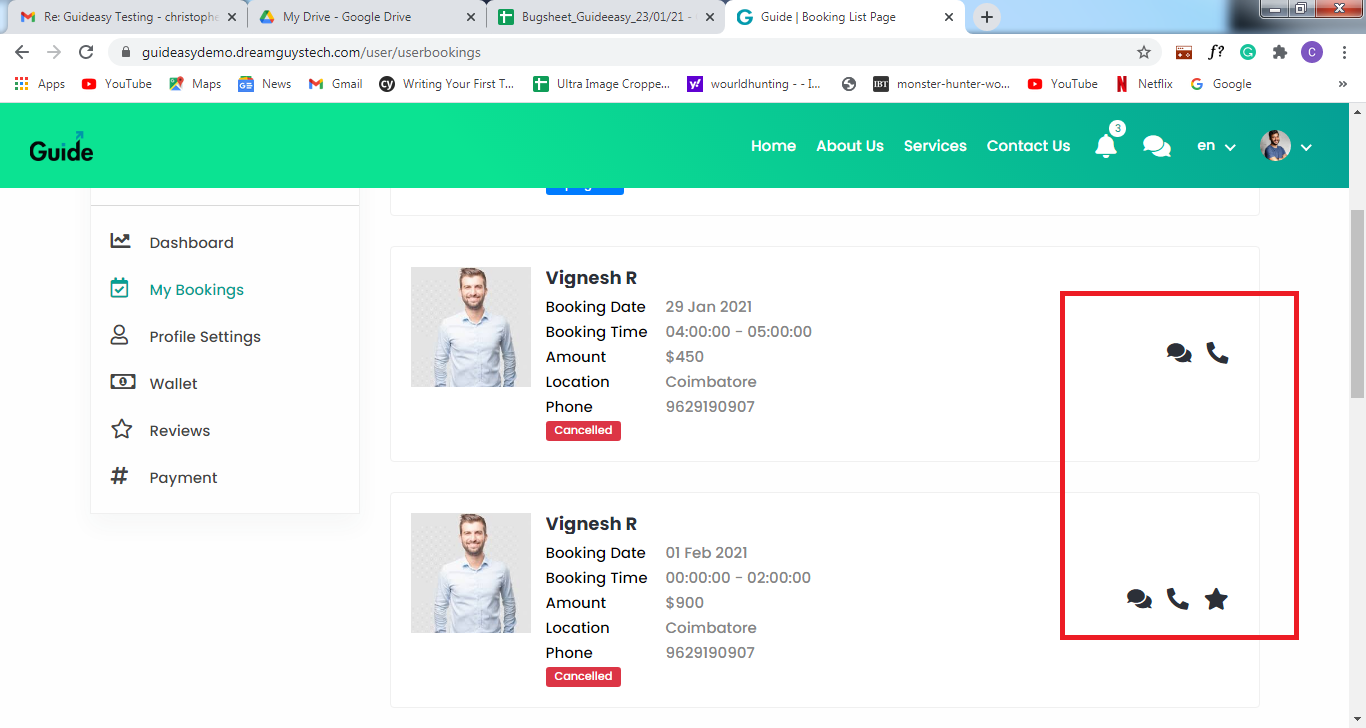 Re: Guideasy Testing - christophe
My Drive - Google Drive
Bugsheet_Guideeasy_23/01/21 -
Guide | Booking List Page
guideasydemo.dreamguystech.com/user/userbookings
f?
C
Apps
YouTube
Maps
News
Gmail
cy
Writing Your First T...
Ultra Image Croppe...
wourldhunting - - I...
IBT
monster-hunter-wo...
YouTube
Netflix
Google
»
Guide
Home
About Us
Services
Contact Us
3
en
Dashboard
My Bookings
Profile Settings
Wallet
Reviews
# Payment
Vignesh R
Booking Date 29 Jan 2021
Booking Time 04:00:00 - 05:00:00
Amount $450
Location Coimbatore
Phone 9629190907
Cancelled
Vignesh R
Booking Date 01 Feb 2021
Booking Time 00:00:00 - 02:00:00
Amount $900
Location Coimbatore
Phone 9629190907
Cancelled